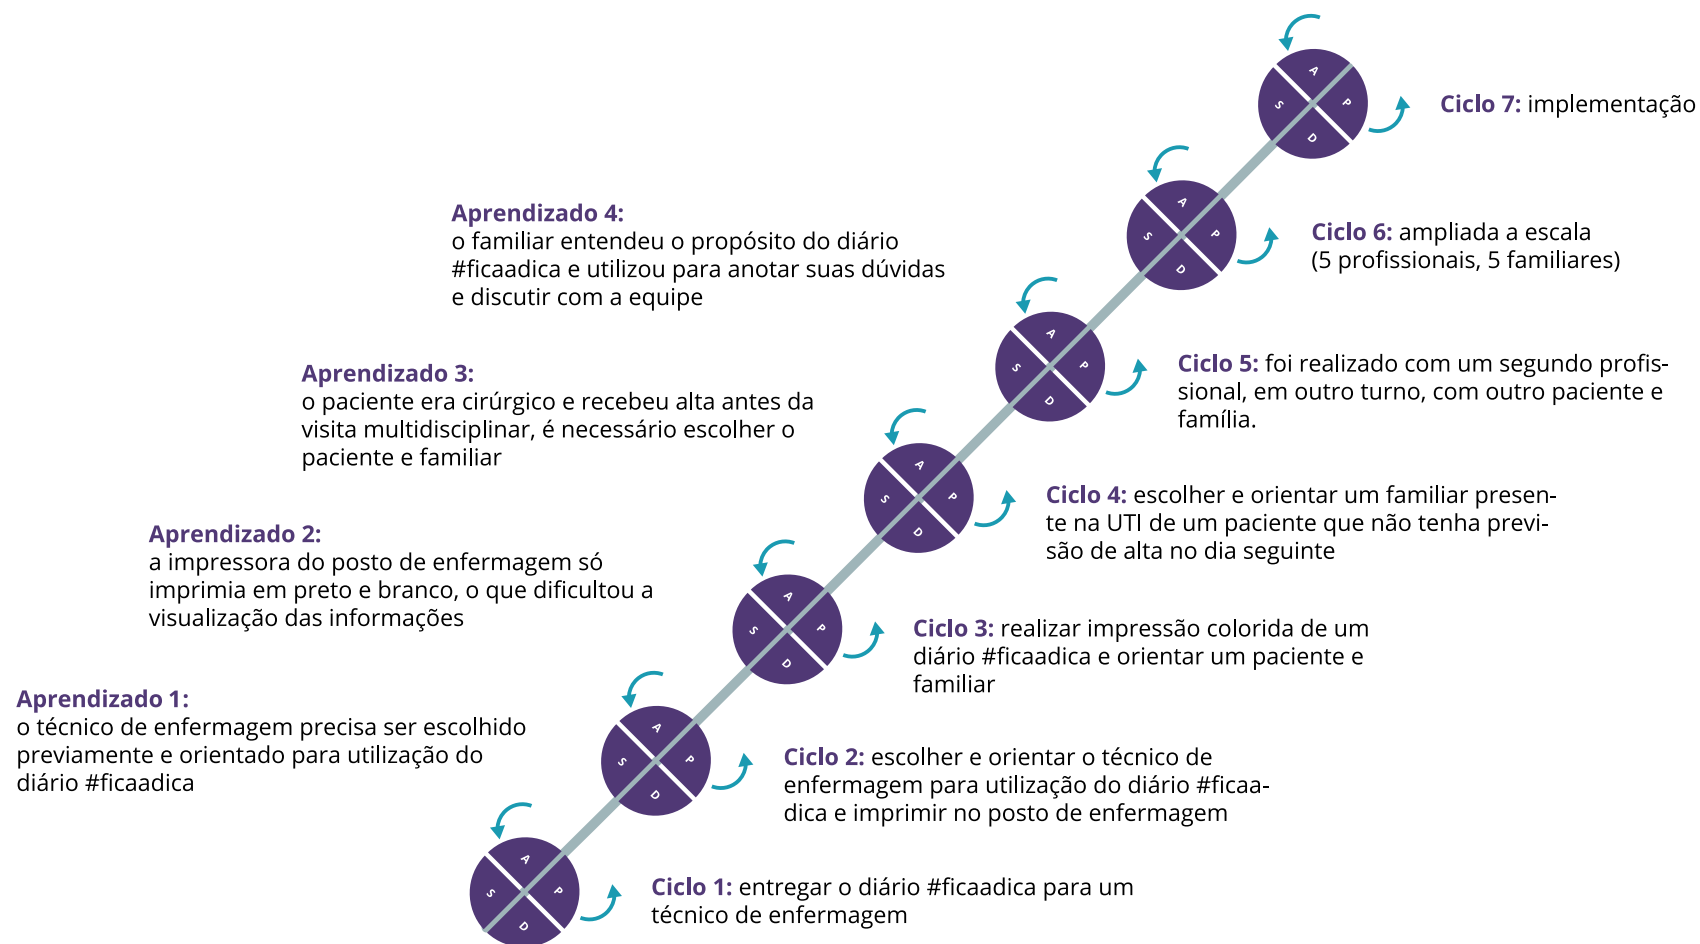 A
P
S
D
Ciclo 7: implementação
A
P
S
D
Aprendizado 4:
o familiar entendeu o propósito do diário
#ficaadica e utilizou para anotar suas dúvidas
e discutir com a equipe
Ciclo 6: ampliada a escala
(5 profissionais, 5 familiares)
A
P
S
D
Ciclo 5: foi realizado com um segundo profis-
sional, em outro turno, com outro paciente e
família.
Aprendizado 3:
o paciente era cirúrgico e recebeu alta antes da
visita multidisciplinar, é necessário escolher o
paciente e familiar
A
P
S
D
Ciclo 4: escolher e orientar um familiar presen-
te na UTI de um paciente que não tenha previ-
são de alta no dia seguinte
Aprendizado 2:
a impressora do posto de enfermagem só
imprimia em preto e branco, o que dificultou a
visualização das informações
A
P
S
D
Ciclo 3: realizar impressão colorida de um
diário #ficaadica e orientar um paciente e
familiar
Aprendizado 1:
o técnico de enfermagem precisa ser escolhido
previamente e orientado para utilização do
diário #ficaadica
A
P
S
D
Ciclo 2: escolher e orientar o técnico de
enfermagem para utilização do diário #ficaa-
dica e imprimir no posto de enfermagem
A
P
S
D
Ciclo 1: entregar o diário #ficaadica para um
técnico de enfermagem